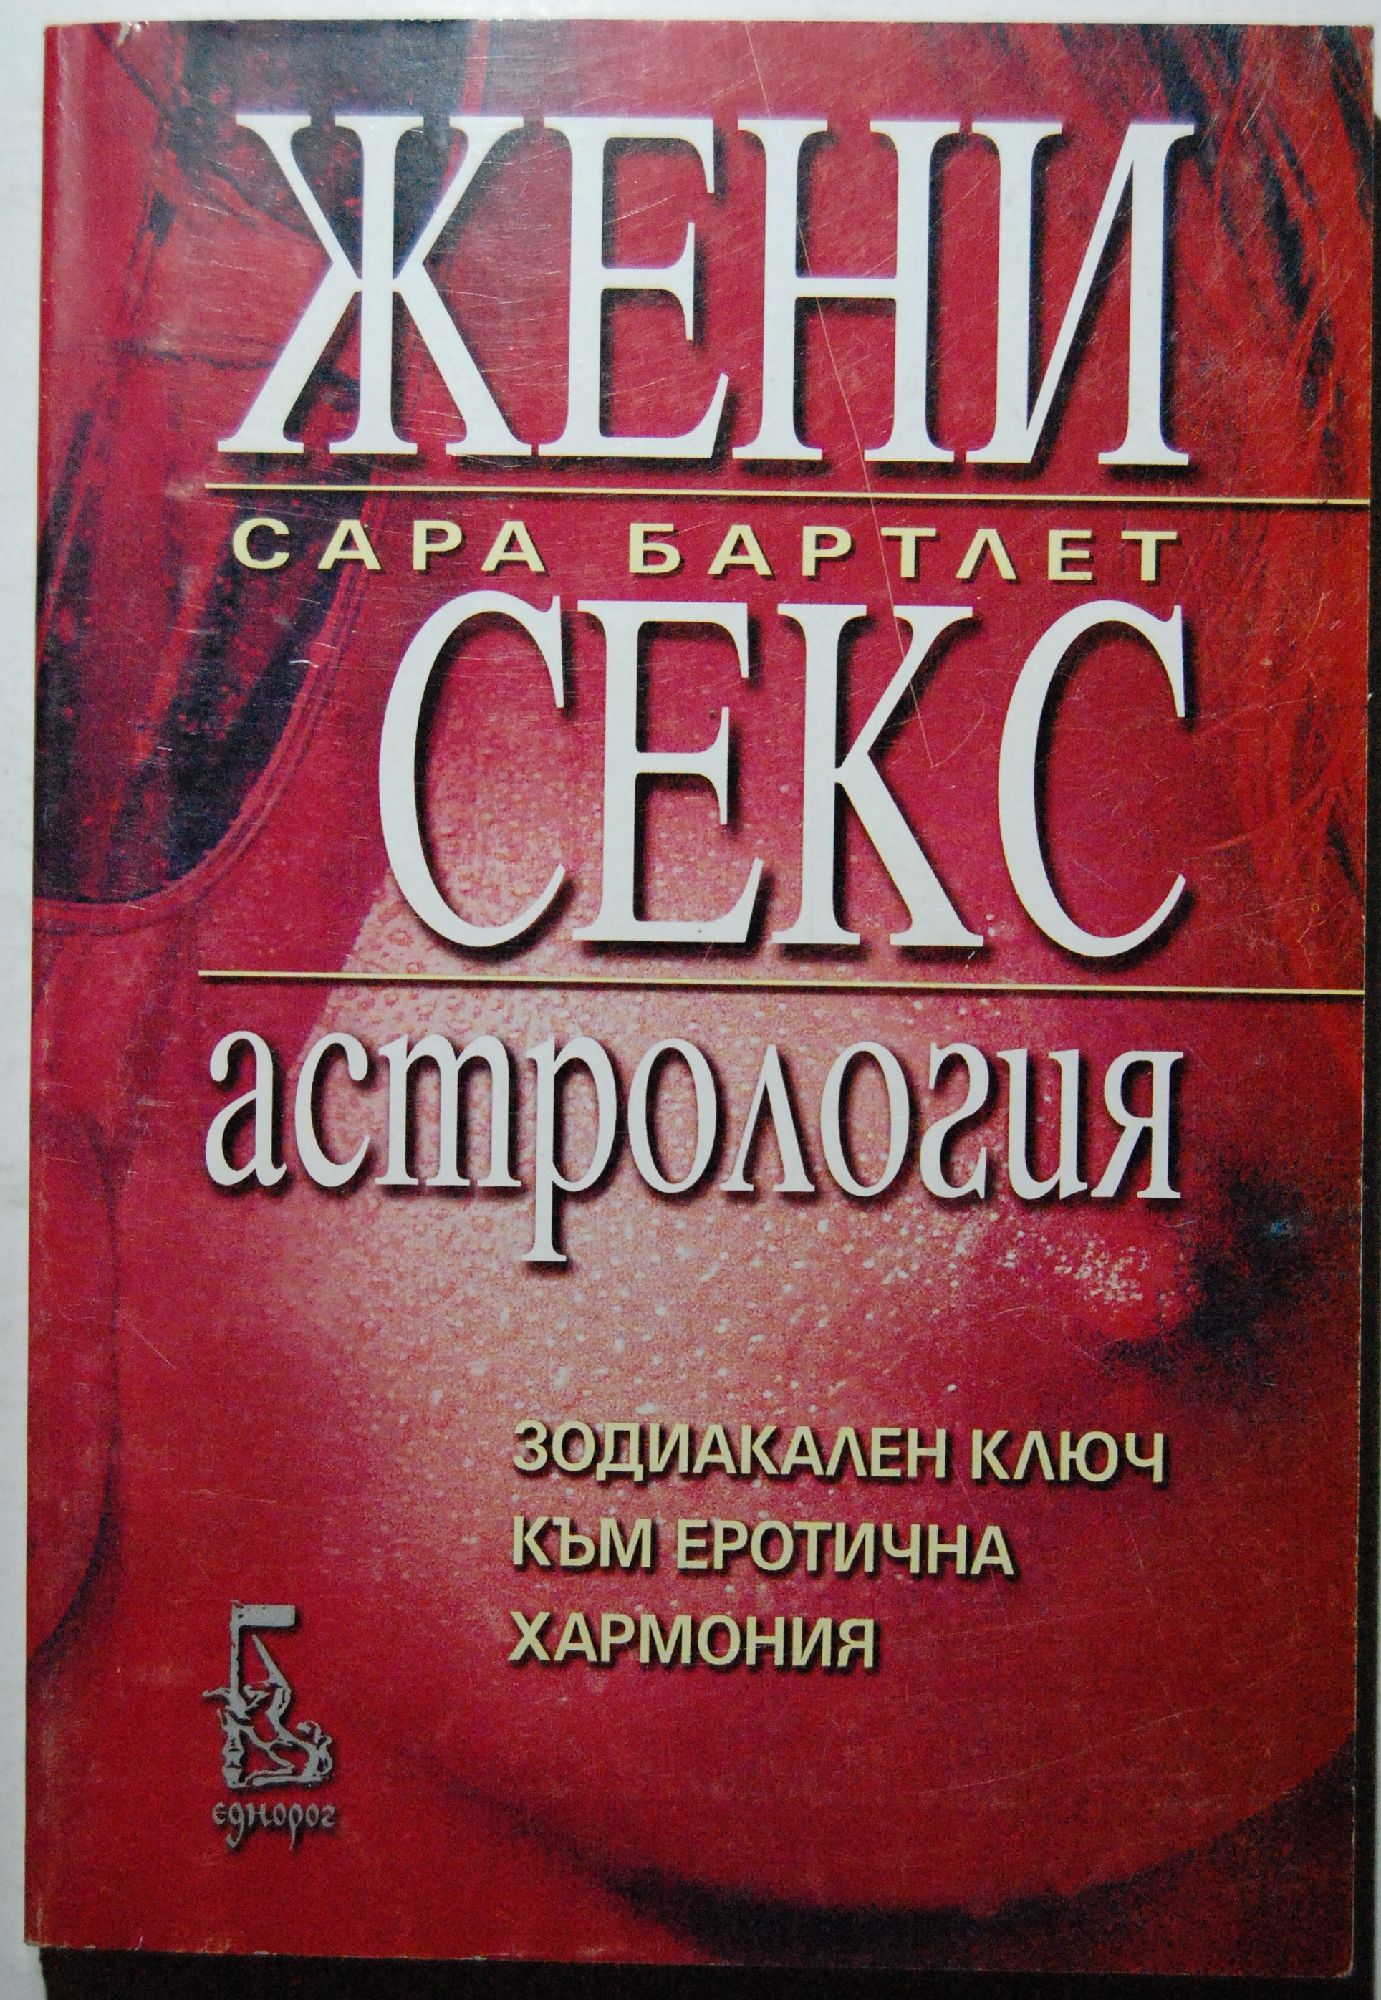 ЖЕНИ
САРА БАРТЛЕТ
СЕКС
астрология
ЗОДИАКАЛЕН КЛЮЧ
КЪМ ЕРОТИЧНА
ХАРМОНИЯ
еднорог